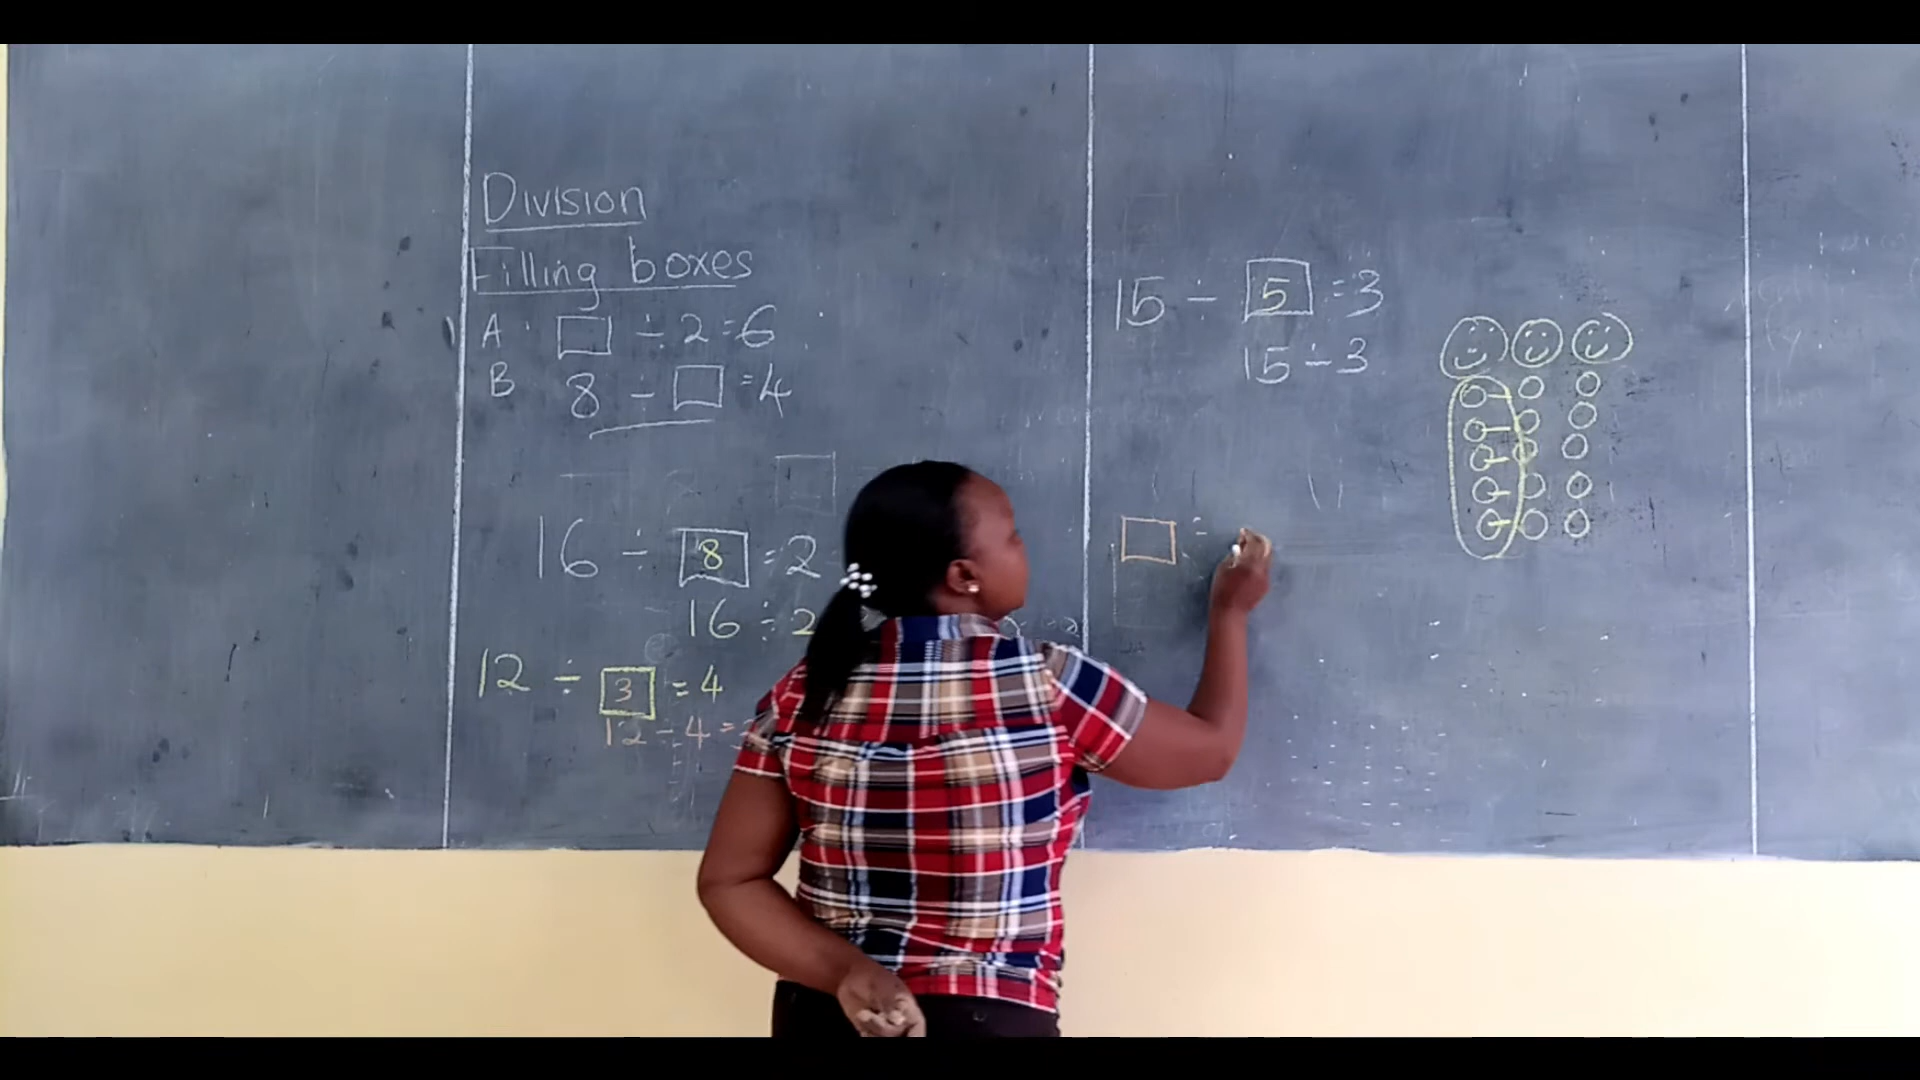 Division
Filling boxes
A □ ÷ 2 = 6
B 8 ÷ □ = 4
16 ÷ 8 = 2
16 ÷ 2
12 ÷ 3 = 4
12 ÷ 4 =
15 ÷ 5 = 3
15 ÷ 3
□ =